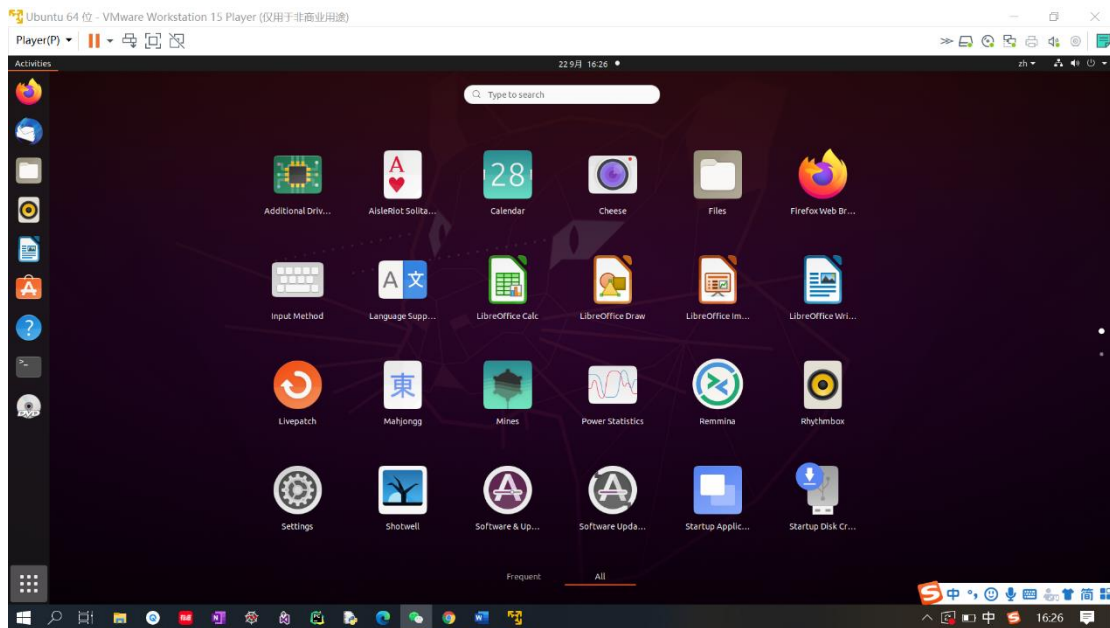 Ubuntu 64 位 - VMware Workstation 15 Player (仅用于非商业用途)
Player(P)
Activities
22 9月 16:26
zh
Type to search
A
28
Additional Driv...
AisleRiot Solita...
Calendar
Cheese
Files
Firefox Web Br...
A 文
Input Method
Language Supp...
LibreOffice Calc
LibreOffice Draw
LibreOffice Im...
LibreOffice Wri...
東
Livepatch
Mahjongg
Mines
Power Statistics
Remmina
Rhythmbox
Settings
Shotwell
Software & Up...
Software Upda...
Startup Applic...
Startup Disk Cr...
DVD
Frequent
All
S 中 简
中 S 16:26